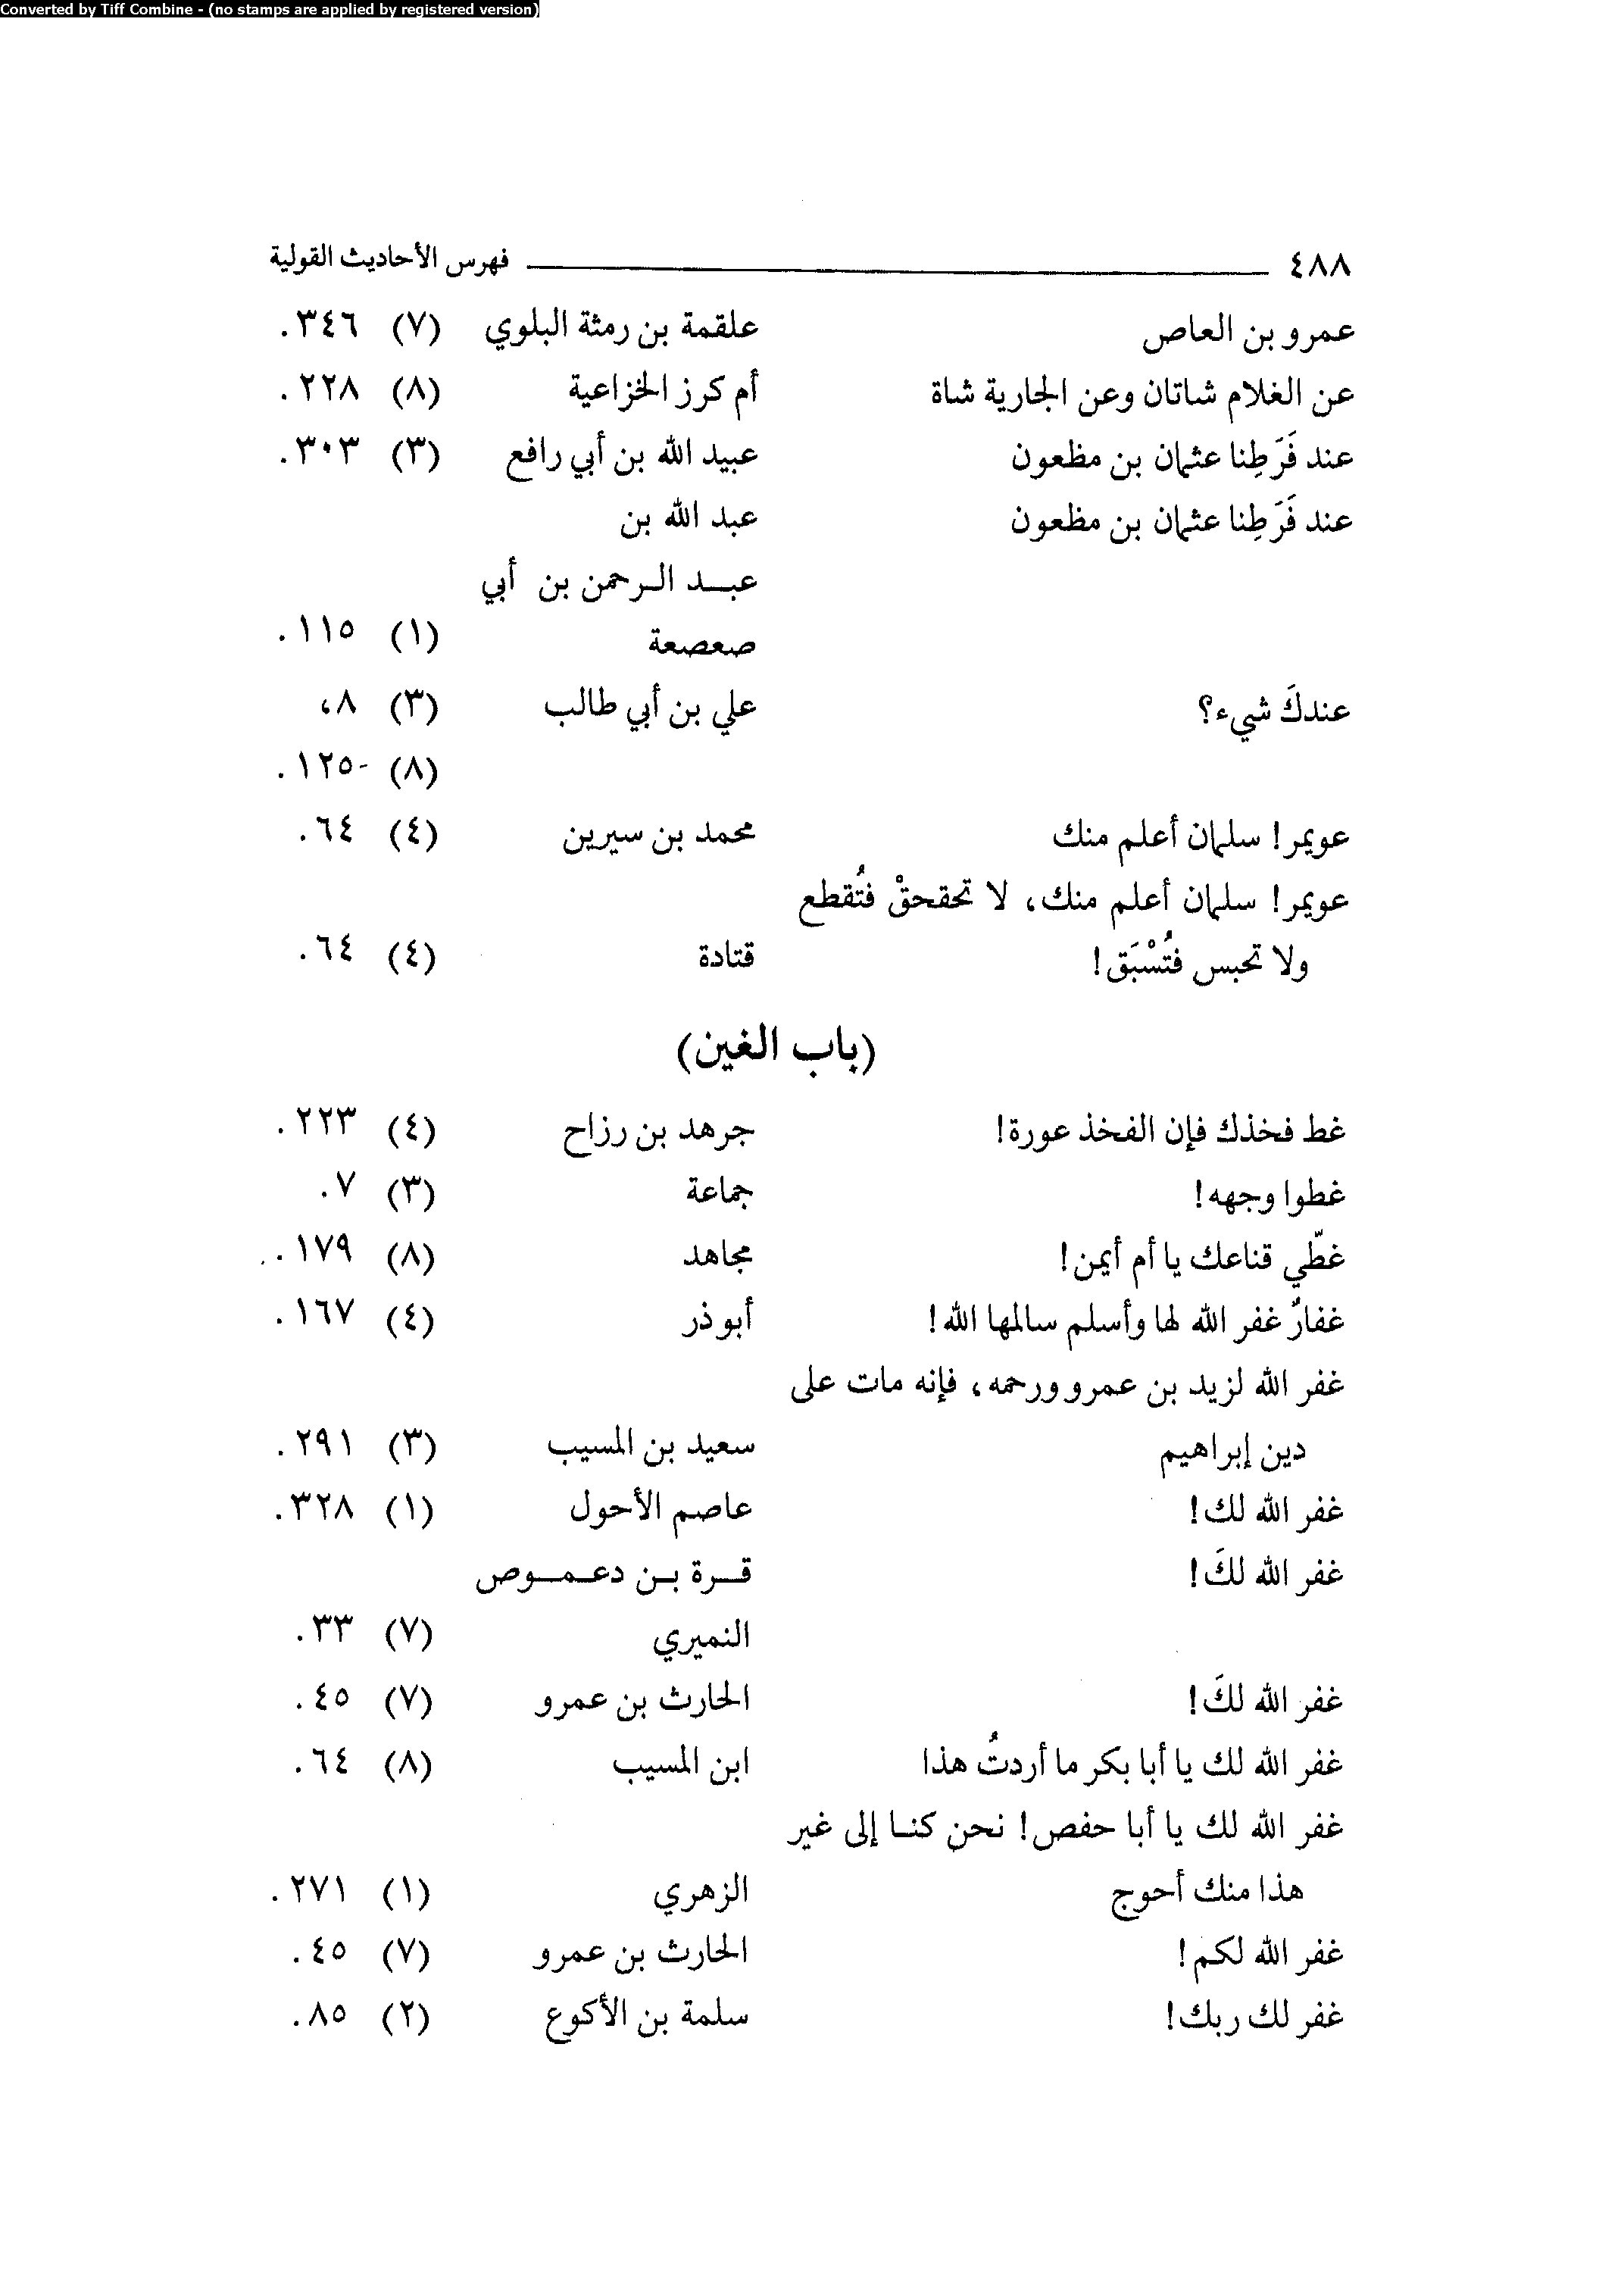 Converted by Tiff Combine - (no stamps are applied by registered version)
٤٨٨ فهرس الأحاديث القولية
عمرو بن العاص علقمة بن رمثة البلوي (٧) ٣٤٦.
عن الغلام شاتان وعن الجارية شاة أم كرز الخزاعية (٨) ٢٢٨.
عند فَرَطِنا عثمان بن مظعون عبيد الله بن أبي رافع (٣) ٣٠٣.
عند فَرَطِنا عثمان بن مظعون عبد الله بن
عبد الرحمن بن أبي
صعصعة (١) ١١٥.
عندكَ شيء؟ علي بن أبي طالب (٣) ٨،
(٨) ١٢٥.
عويمر! سلمان أعلم منك محمد بن سيرين (٤) ٦٤.
عويمر! سلمان أعلم منك، لا تحقحقْ فتُقطع
ولا تحبس فتُسْبَق! قتادة (٤) ٦٤.
(باب الغين)
غط فخذك فإن الفخذ عورة! جرهد بن رزاح (٤) ٢٢٣.
غطوا وجهه! جماعة (٣) ٧.
غطّي قناعك يا أم أيمن! مجاهد (٨) ١٧٩.
غفارٌ غفر الله لها وأسلم سالمها الله! أبو ذر (٤) ١٦٧.
غفر الله لزيد بن عمرو ورحمه، فإنه مات على
دين إبراهيم سعيد بن المسيب (٣) ٢٩١.
غفر الله لك! عاصم الأحول (١) ٣٢٨.
غفر الله لكَ! قرة بن دعموص
النميري (٧) ٣٣.
غفر الله لكَ! الحارث بن عمرو (٧) ٤٥.
غفر الله لك يا أبا بكر ما أردتُ هذا ابن المسيب (٨) ٦٤.
غفر الله لك يا أبا حفص! نحن كنا إلى غير
هذا منك أحوج الزهري (١) ٢٧١.
غفر الله لكم! الحارث بن عمرو (٧) ٤٥.
غفر لك ربك! سلمة بن الأكوع (٢) ٨٥.